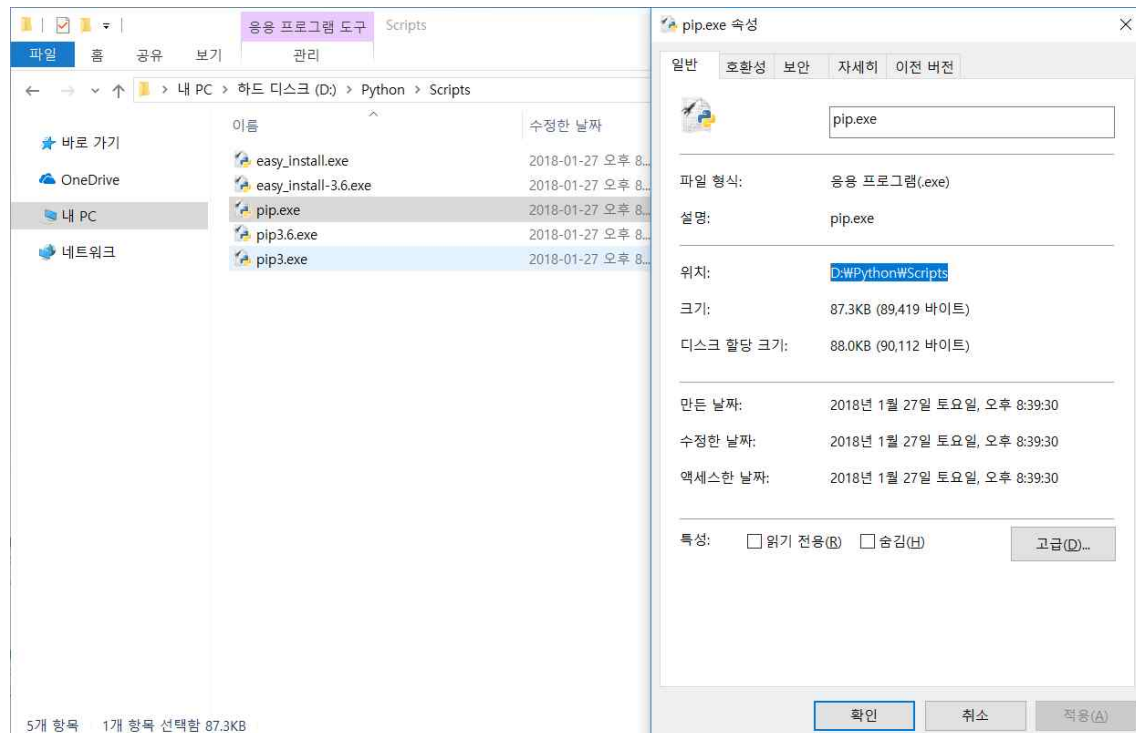 응용 프로그램 도구 Scripts
파일 홈 공유 보기 관리
내 PC > 하드 디스크 (D:) > Python > Scripts
바로 가기
OneDrive
내 PC
네트워크
이름 수정한 날짜
easy_install.exe 2018-01-27 오후 8...
easy_install-3.6.exe 2018-01-27 오후 8...
pip.exe 2018-01-27 오후 8...
pip3.6.exe 2018-01-27 오후 8...
pip3.exe 2018-01-27 오후 8...
5개 항목 1개 항목 선택함 87.3KB
pip.exe 속성
일반 호환성 보안 자세히 이전 버전
pip.exe
파일 형식: 응용 프로그램(.exe)
설명: pip.exe
위치: D:₩Python₩Scripts
크기: 87.3KB (89,419 바이트)
디스크 할당 크기: 88.0KB (90,112 바이트)
만든 날짜: 2018년 1월 27일 토요일, 오후 8:39:30
수정한 날짜: 2018년 1월 27일 토요일, 오후 8:39:30
액세스한 날짜: 2018년 1월 27일 토요일, 오후 8:39:30
특성: 읽기 전용(R) 숨김(H) 고급(D)...
확인 취소 적용(A)